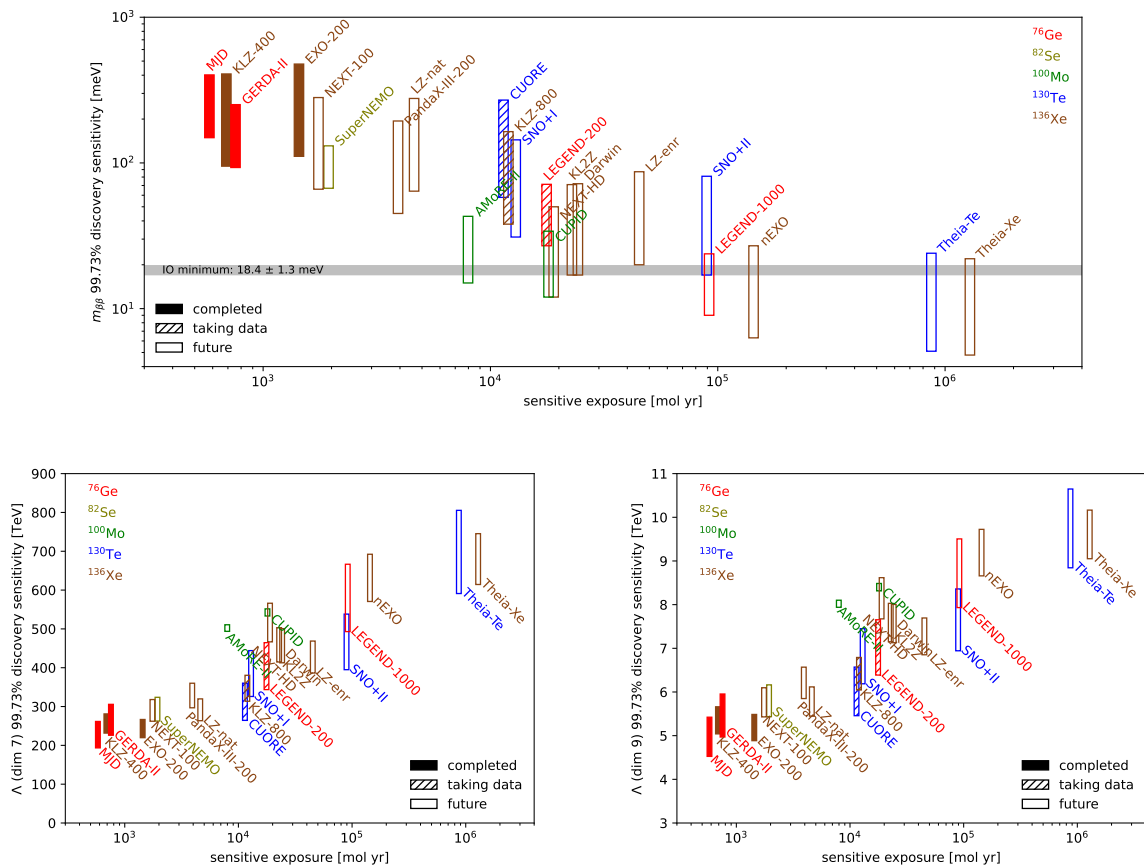 10³
10²
10¹
m_ββ 99.73% discovery sensitivity [meV]
MJD
KLZ-400
GERDA-II
EXO-200
NEXT-100
SuperNEMO
PandaX-III-200
LZ-nat
AMoRE-II
CUORE
KLZ-800
SNO+I
LEGEND-200
CUPID
NEXT-HD
KL2Z
Darwin
LZ-enr
SNO+II
LEGEND-1000
nEXO
Theia-Te
Theia-Xe
⁷⁶Ge
⁸²Se
¹⁰⁰Mo
¹³⁰Te
¹³⁶Xe
IO minimum: 18.4 ± 1.3 meV
completed
taking data
future
10³ 10⁴ 10⁵ 10⁶
sensitive exposure [mol yr]
900
800
700
600
500
400
300
200
100
0
Λ (dim 7) 99.73% discovery sensitivity [TeV]
⁷⁶Ge
⁸²Se
¹⁰⁰Mo
¹³⁰Te
¹³⁶Xe
MJD
KLZ-400
GERDA-II
EXO-200
NEXT-100
SuperNEMO
PandaX-III-200
LZ-nat
AMoRE-II
CUORE
KLZ-800
SNO+I
LEGEND-200
CUPID
NEXT-HD
KL2Z
Darwin
LZ-enr
SNO+II
LEGEND-1000
nEXO
Theia-Te
Theia-Xe
completed
taking data
future
10³ 10⁴ 10⁵ 10⁶
sensitive exposure [mol yr]
11
10
9
8
7
6
5
4
3
Λ (dim 9) 99.73% discovery sensitivity [TeV]
⁷⁶Ge
⁸²Se
¹⁰⁰Mo
¹³⁰Te
¹³⁶Xe
MJD
KLZ-400
GERDA-II
EXO-200
NEXT-100
SuperNEMO
PandaX-III-200
LZ-nat
AMoRE-II
CUORE
KLZ-800
SNO+I
LEGEND-200
CUPID
NEXT-HD
KL2Z
Darwin
LZ-enr
SNO+II
LEGEND-1000
nEXO
Theia-Te
Theia-Xe
completed
taking data
future
10³ 10⁴ 10⁵ 10⁶
sensitive exposure [mol yr]